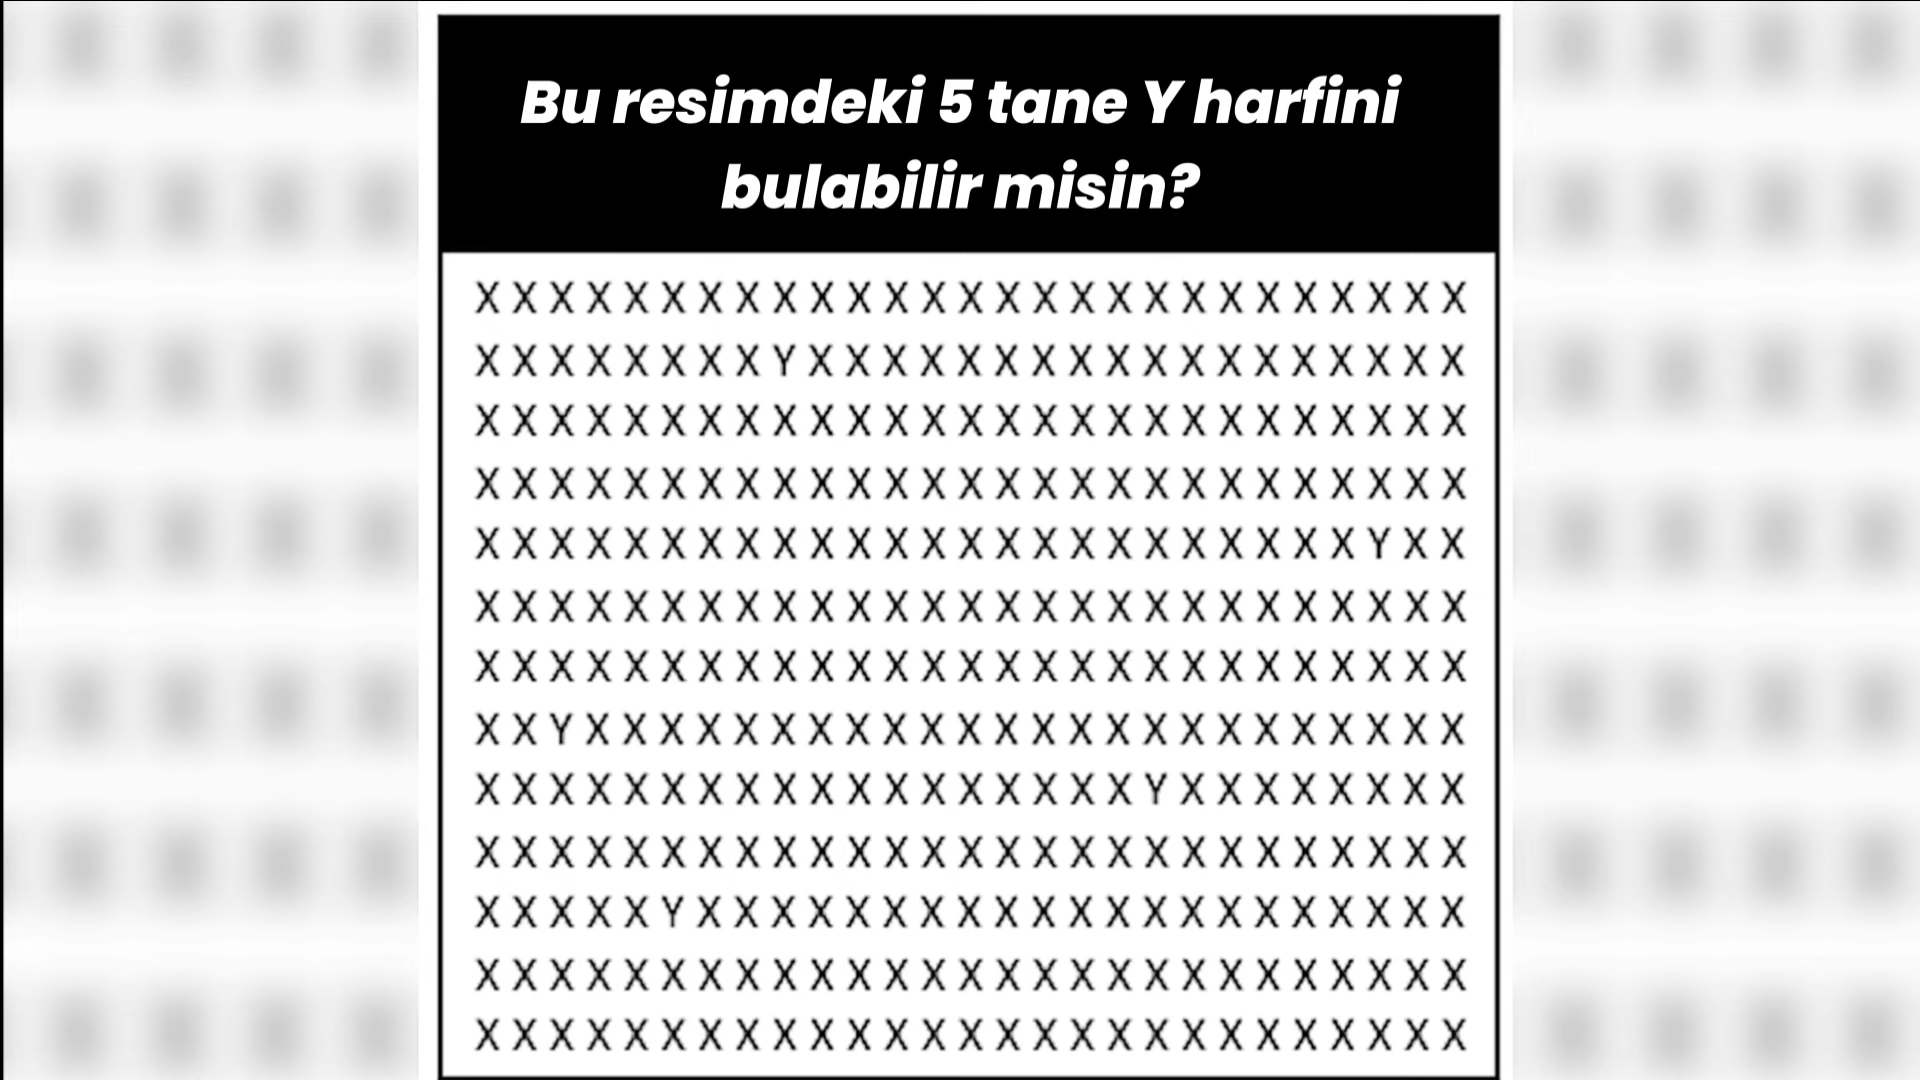 Bu resimdeki 5 tane Y harfini
bulabilir misin?
X X X X X X X X X X X X X X X X X X X X X X X X X X X
X X X X X X X X Y X X X X X X X X X X X X X X X X X X
X X X X X X X X X X X X X X X X X X X X X X X X X X X
X X X X X X X X X X X X X X X X X X X X X X X X X X X
X X X X X X X X X X X X X X X X X X X X X X X X Y X X
X X X X X X X X X X X X X X X X X X X X X X X X X X X
X X X X X X X X X X X X X X X X X X X X X X X X X X X
X X Y X X X X X X X X X X X X X X X X X X X X X X X X
X X X X X X X X X X X X X X X X X X Y X X X X X X X X
X X X X X X X X X X X X X X X X X X X X X X X X X X X
X X X X X Y X X X X X X X X X X X X X X X X X X X X X
X X X X X X X X X X X X X X X X X X X X X X X X X X X
X X X X X X X X X X X X X X X X X X X X X X X X X X X